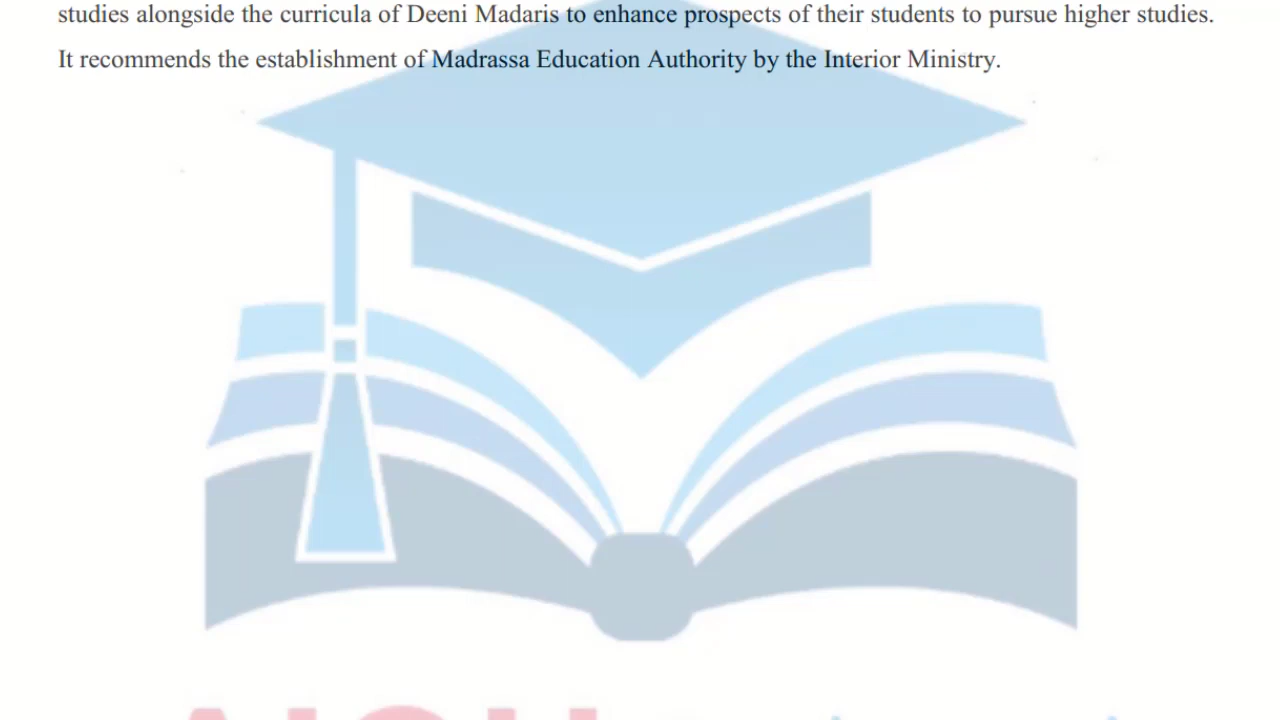 studies alongside the curricula of Deeni Madaris to enhance prospects of their students to pursue higher studies.
It recommends the establishment of Madrassa Education Authority by the Interior Ministry.